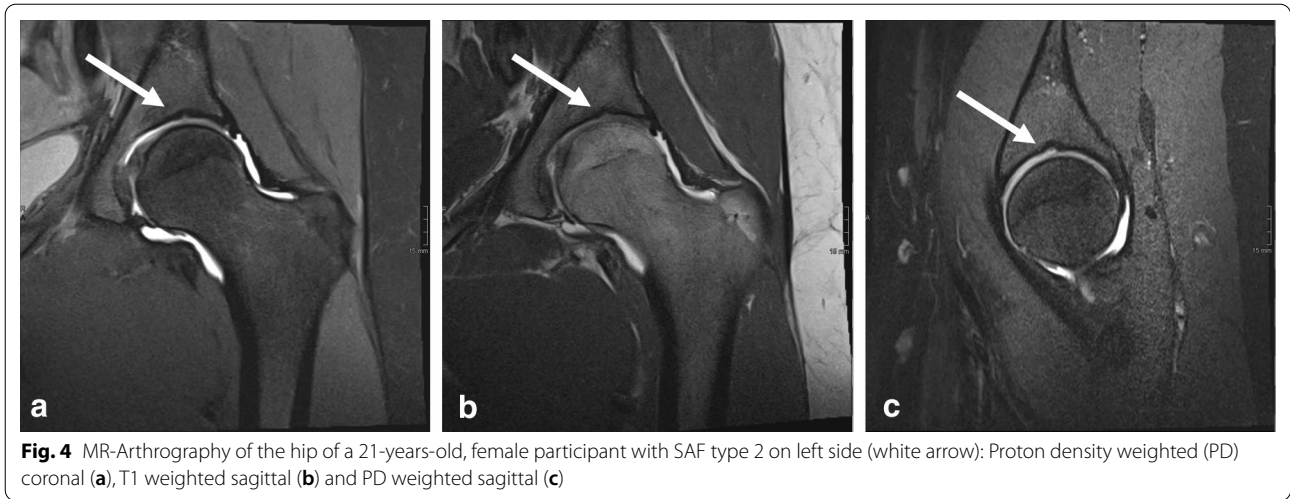 15 mm
15 mm
A
15 mm
a
b
c
Fig. 4 MR-Arthrography of the hip of a 21-years-old, female participant with SAF type 2 on left side (white arrow): Proton density weighted (PD)
coronal (a), T1 weighted sagittal (b) and PD weighted sagittal (c)